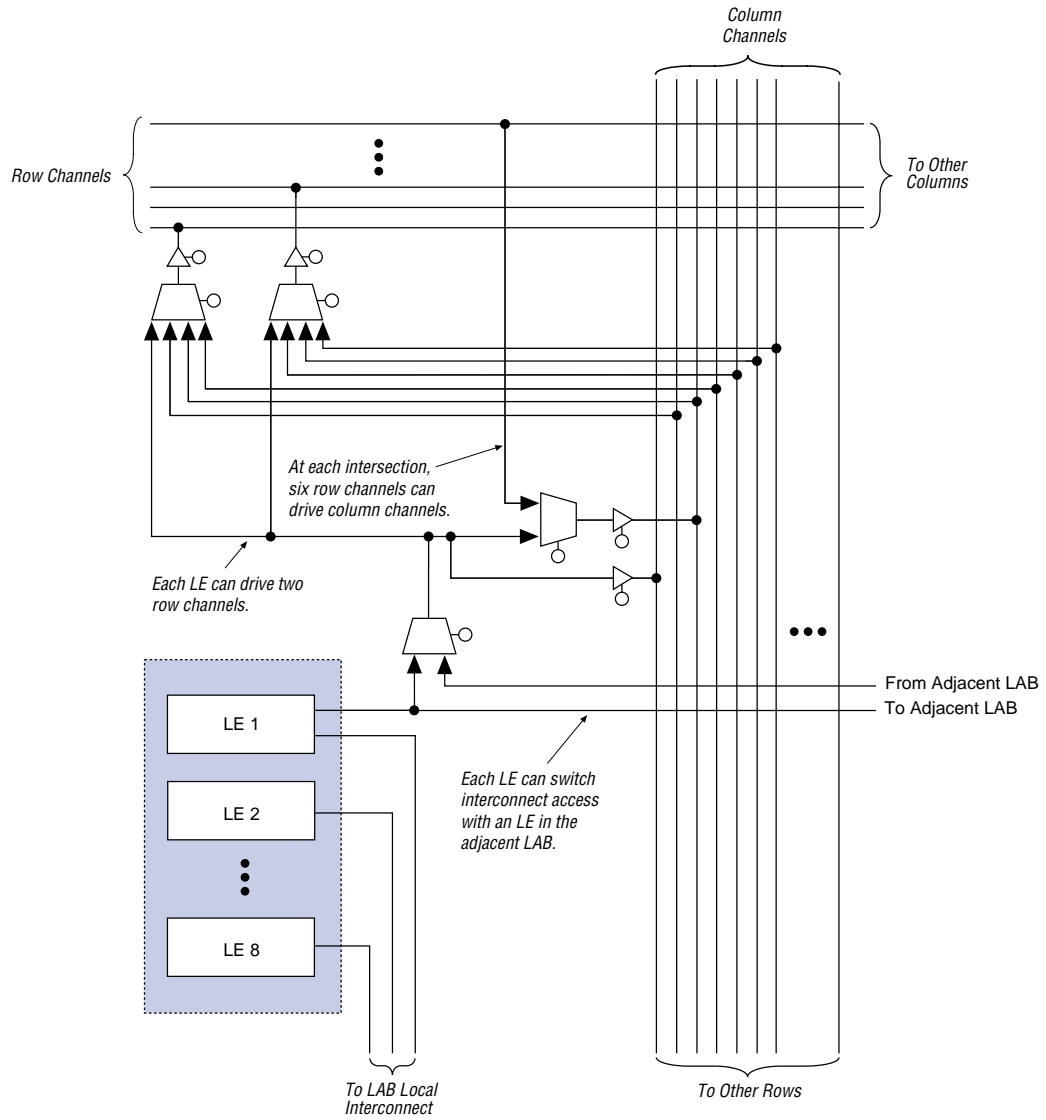 Column
Channels
Row Channels
To Other
Columns
At each intersection,
six row channels can
drive column channels.
Each LE can drive two
row channels.
From Adjacent LAB
To Adjacent LAB
LE 1
Each LE can switch
interconnect access
with an LE in the
adjacent LAB.
LE 2
LE 8
To LAB Local
Interconnect
To Other Rows